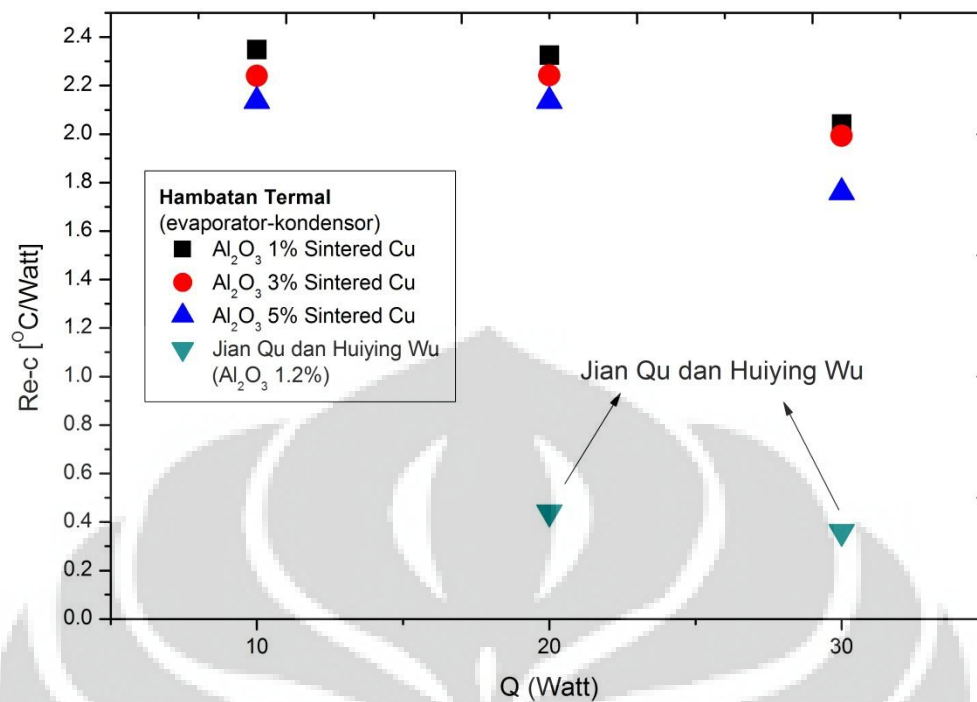 2.4
2.2
2.0
1.8
1.6
1.4
1.2
1.0
0.8
0.6
0.4
0.2
0.0
Re-c [°C/Watt]
Hambatan Termal
(evaporator-kondensor)
Al₂O₃ 1% Sintered Cu
Al₂O₃ 3% Sintered Cu
Al₂O₃ 5% Sintered Cu
Jian Qu dan Huiying Wu
(Al₂O₃ 1.2%)
Jian Qu dan Huiying Wu
10 20 30
Q (Watt)